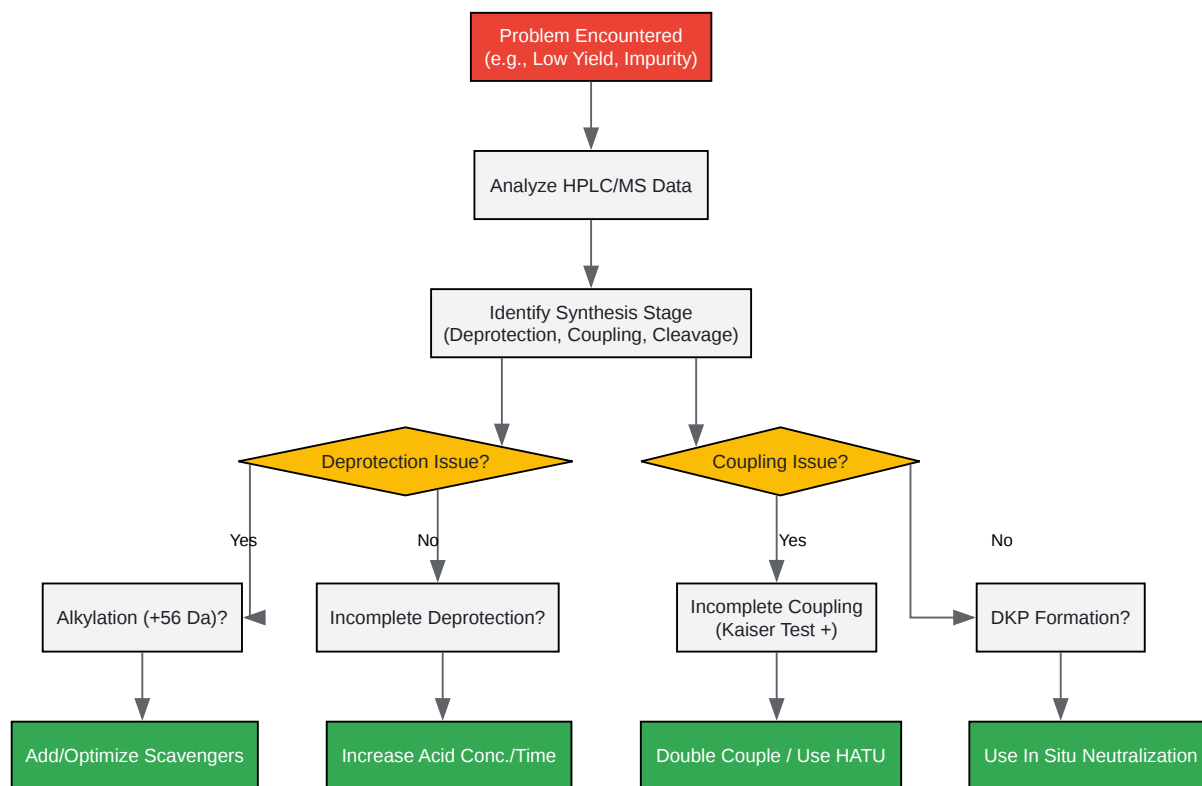 Problem Encountered
(e.g., Low Yield, Impurity)
Analyze HPLC/MS Data
Identify Synthesis Stage
(Deprotection, Coupling, Cleavage)
Deprotection Issue?
Coupling Issue?
Yes
No
Yes
No
Alkylation (+56 Da)?
Incomplete Deprotection?
Incomplete Coupling
(Kaiser Test +)
DKP Formation?
Add/Optimize Scavengers
Increase Acid Conc./Time
Double Couple / Use HATU
Use In Situ Neutralization